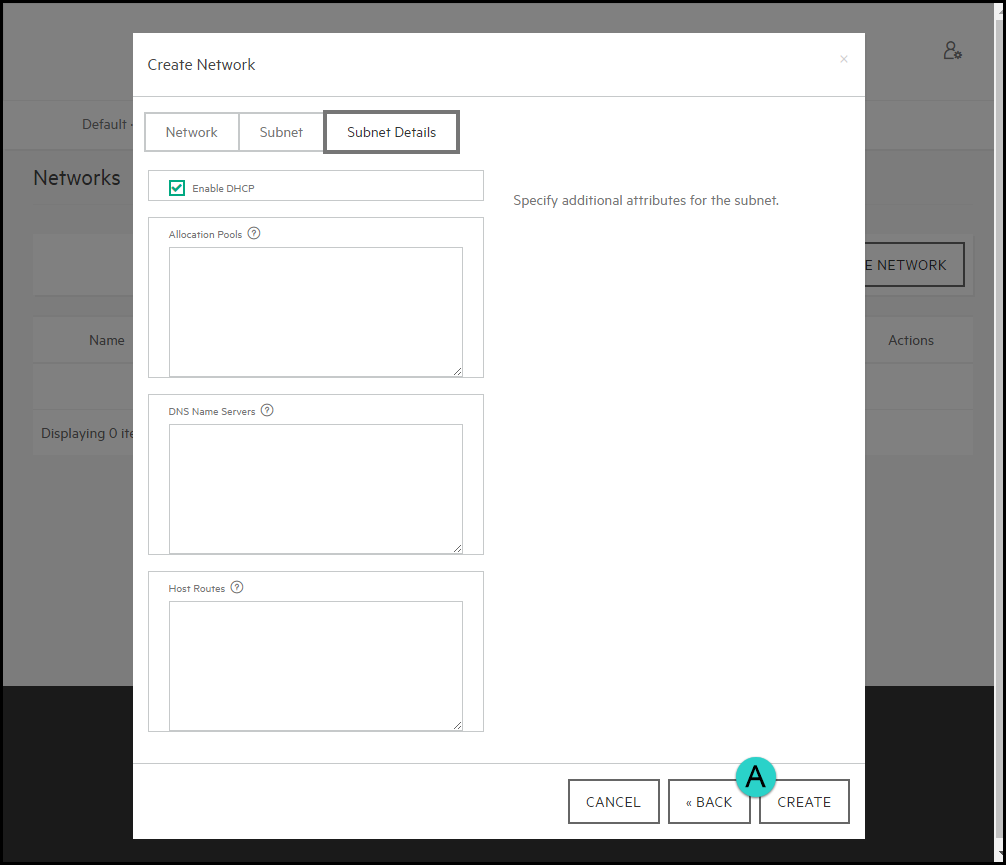 Create Network
×
Default
Network
Subnet
Subnet Details
Networks
Enable DHCP
Specify additional attributes for the subnet.
Allocation Pools ?
E NETWORK
Name
Actions
DNS Name Servers ?
Displaying 0 ite
Host Routes ?
A
CANCEL
« BACK
CREATE